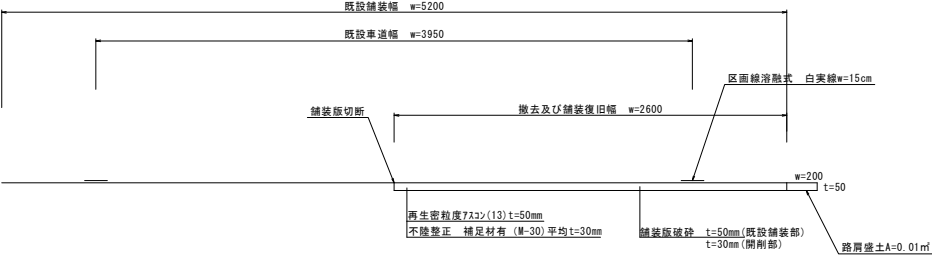 既設舗装幅 w=5200
既設車道幅 w=3950
区画線溶融式 白実線w=15cm
舗装版切断
撤去及び舗装復旧幅 w=2600
w=200
t=50
再生密粒度ｱｽｺﾝ(13)t=50mm
不陸整正 補足材有 (M-30)平均t=30mm
舗装版破砕 t=50mm(既設舗装部)
t=30mm(開削部)
路肩盛土A=0.01㎡